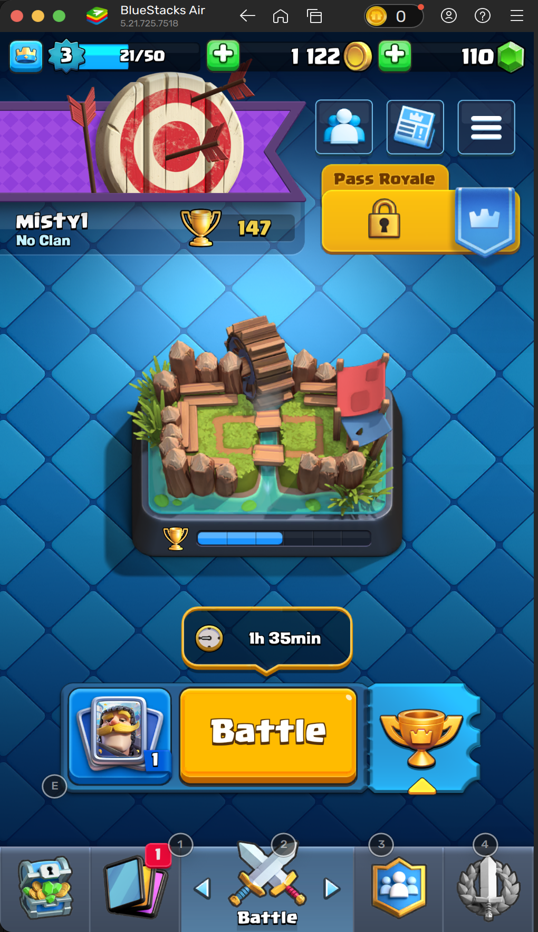 BlueStacks Air
5.21.725.7518
0
3
21/50
1 122
110
Pass Royale
Misty1
No Clan
147
1h 35min
1
Battle
E
1
1
2
3
4
Battle